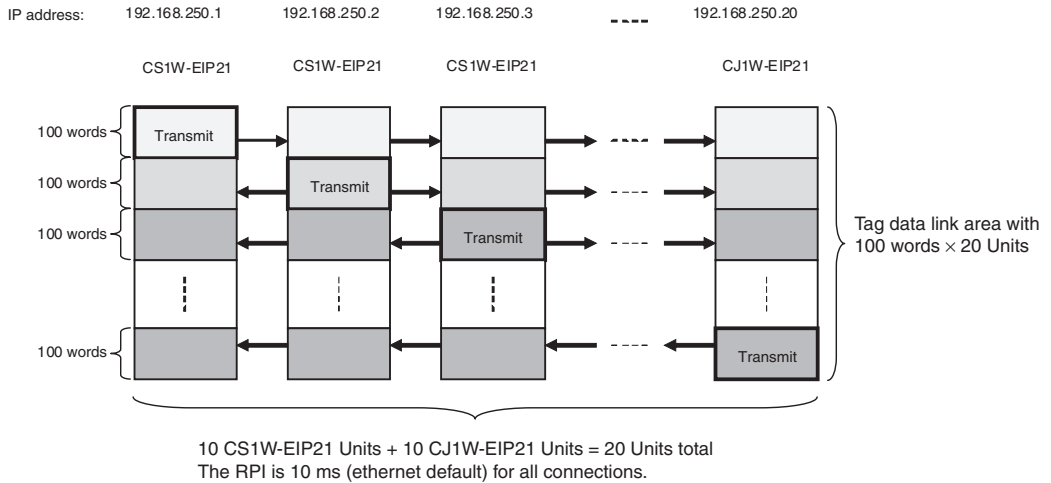 IP address: 192.168.250.1 192.168.250.2 192.168.250.3 192.168.250.20
CS1W-EIP21 CS1W-EIP21 CS1W-EIP21 CJ1W-EIP21
100 words Transmit
100 words Transmit
100 words Transmit
Tag data link area with
100 words × 20 Units
100 words Transmit
10 CS1W-EIP21 Units + 10 CJ1W-EIP21 Units = 20 Units total
The RPI is 10 ms (ethernet default) for all connections.